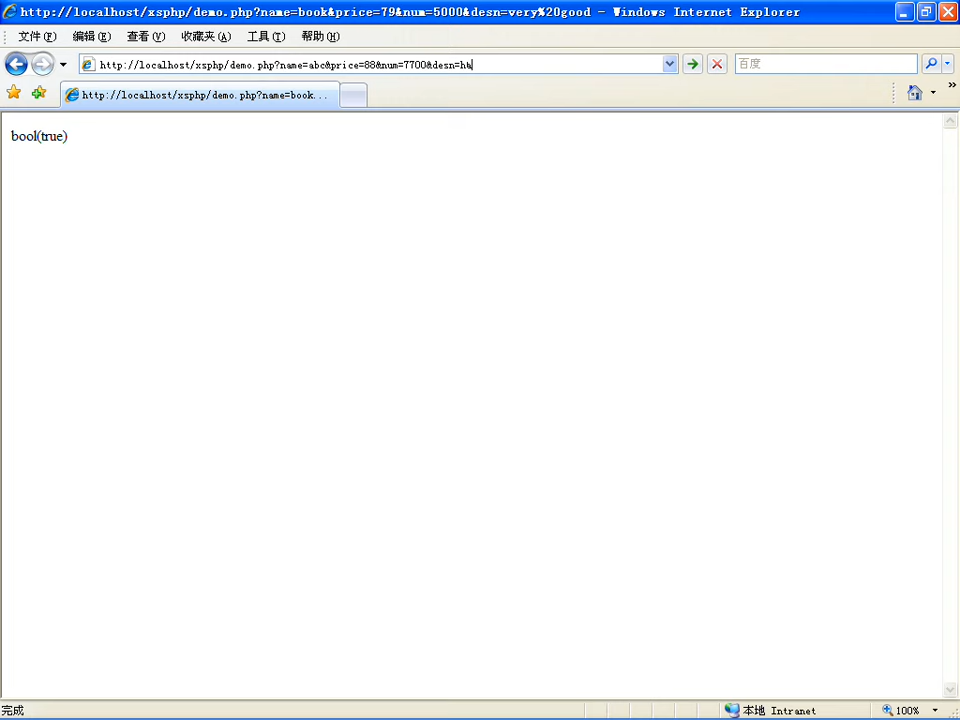 http://localhost/xsphp/demo.php?name=book&price=79&num=5000&desn=very%20good - Windows Internet Explorer
文件(F) 编辑(E) 查看(V) 收藏夹(A) 工具(T) 帮助(H)
http://localhost/xsphp/demo.php?name=abc&price=88&num=7700&desn=ha
百度
http://localhost/xsphp/demo.php?name=book...
»
bool(true)
完成
本地 Intranet
100%